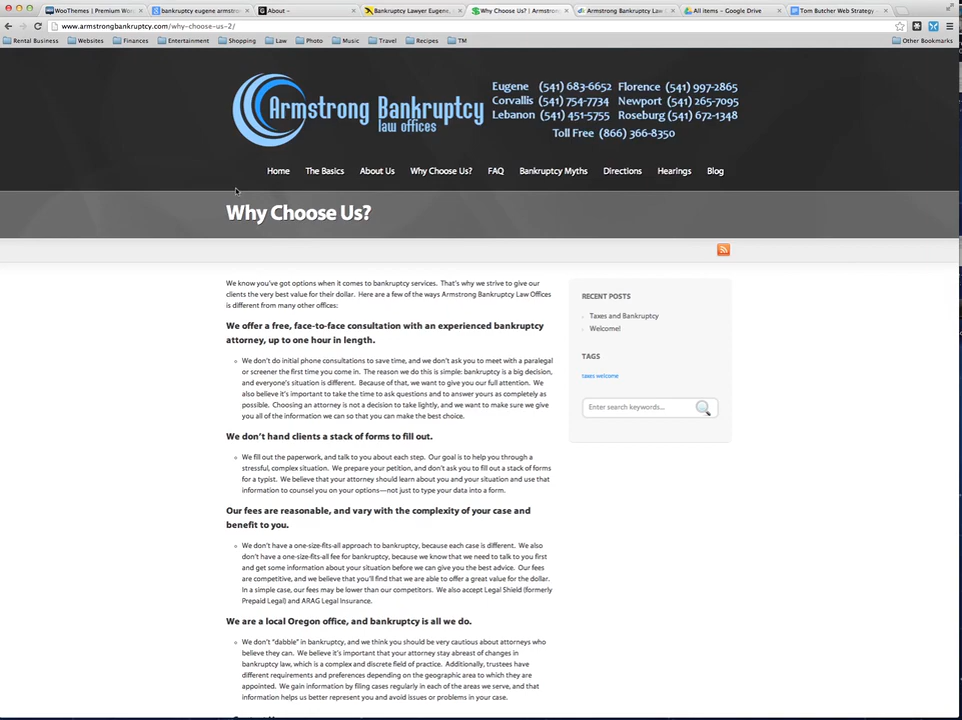 WooThemes | Premium Wor
bankruptcy eugene armstro
About –
Bankruptcy Lawyer Eugene,
Why Choose Us? | Armstron
Armstrong Bankruptcy Law
All items – Google Drive
Tom Butcher Web Strategy
www.armstrongbankruptcy.com/why-choose-us-2/
Rental Business Websites Finances Entertainment Shopping Law Photo Music Travel Recipes TM Other Bookmarks
Armstrong Bankruptcy
law offices
Eugene (541) 683-6652 Florence (541) 997-2865
Corvallis (541) 754-7734 Newport (541) 265-7095
Lebanon (541) 451-5755 Roseburg (541) 672-1348
Toll Free (866) 366-8350
Home The Basics About Us Why Choose Us? FAQ Bankruptcy Myths Directions Hearings Blog
Why Choose Us?
We know you've got options when it comes to bankruptcy services. That's why we strive to give our
clients the very best value for their dollar. Here are a few of the ways Armstrong Bankruptcy Law Offices
is different from many other offices:
We offer a free, face-to-face consultation with an experienced bankruptcy
attorney, up to one hour in length.
We don't do initial phone consultations to save time, and we don't ask you to meet with a paralegal
or screener the first time you come in. The reason we do this is simple: bankruptcy is a big decision,
and everyone's situation is different. Because of that, we want to give you our full attention. We
also believe it's important to take the time to ask questions and to answer yours as completely as
possible. Choosing an attorney is not a decision to take lightly, and we want to make sure we give
you all of the information we can so that you can make the best choice.
We don't hand clients a stack of forms to fill out.
We fill out the paperwork, and talk to you about each step. Our goal is to help you through a
stressful, complex situation. We prepare your petition, and don't ask you to fill out a stack of forms
for a typist. We believe that your attorney should learn about you and your situation and use that
information to counsel you on your options—not just to type your data into a form.
Our fees are reasonable, and vary with the complexity of your case and
benefit to you.
We don't have a one-size-fits-all approach to bankruptcy, because each case is different. We also
don't have a one-size-fits-all fee for bankruptcy, because we know that we need to talk to you first
and get some information about your situation before we can give you the best advice. Our fees
are competitive, and we believe that you'll find that we are able to offer a great value for the dollar.
In a simple case, our fees may be lower than our competitors. We also accept Legal Shield (formerly
Prepaid Legal) and ARAG Legal Insurance.
We are a local Oregon office, and bankruptcy is all we do.
We don't "dabble" in bankruptcy, and we think you should be very cautious about attorneys who
believe they can. We believe it's important that your attorney stay abreast of changes in
bankruptcy law, which is a complex and discrete field of practice. Additionally, trustees have
different requirements and preferences depending on the geographic area to which they are
appointed. We gain information by filing cases regularly in each of the areas we serve, and that
information helps us better represent you and avoid issues or problems in your case.
RECENT POSTS
Taxes and Bankruptcy
Welcome!
TAGS
taxes welcome
Enter search keywords...